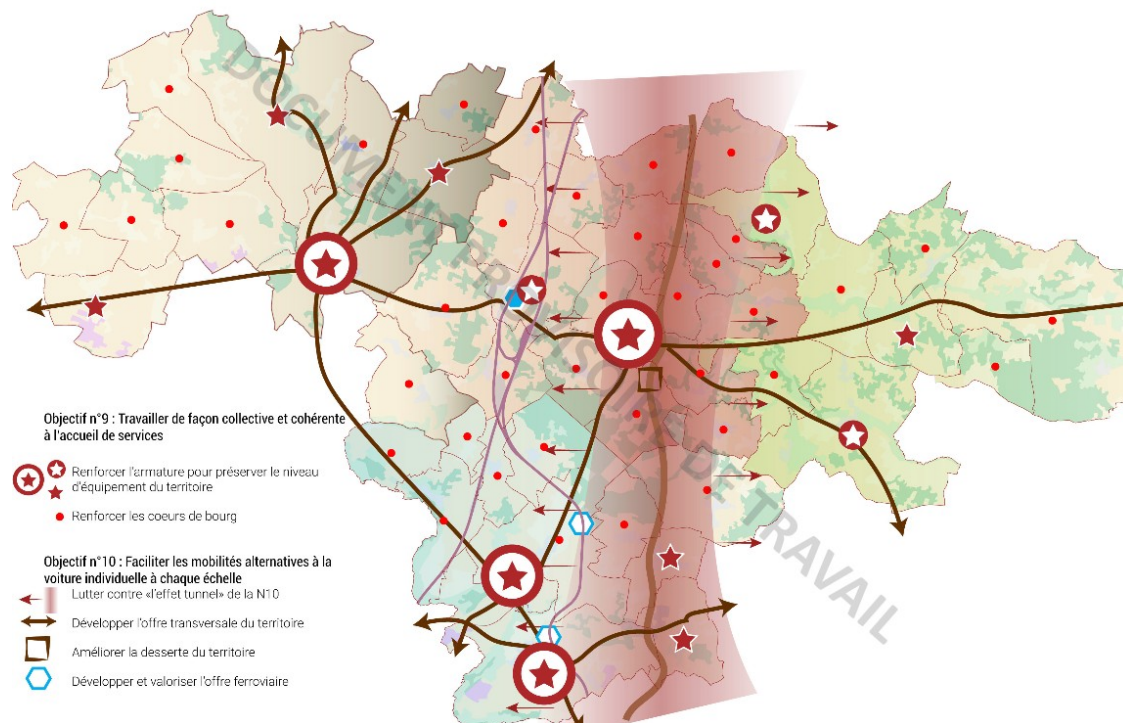 DOCUMENT PROVISOIRE DE TRAVAIL
Objectif n°9 : Travailler de façon collective et cohérente
à l'accueil de services
Renforcer l'armature pour préserver le niveau
d'équipement du territoire
Renforcer les coeurs de bourg
Objectif n°10 : Faciliter les mobilités alternatives à la
voiture individuelle à chaque échelle
Lutter contre «l'effet tunnel» de la N10
Développer l'offre transversale du territoire
Améliorer la desserte du territoire
Développer et valoriser l'offre ferroviaire